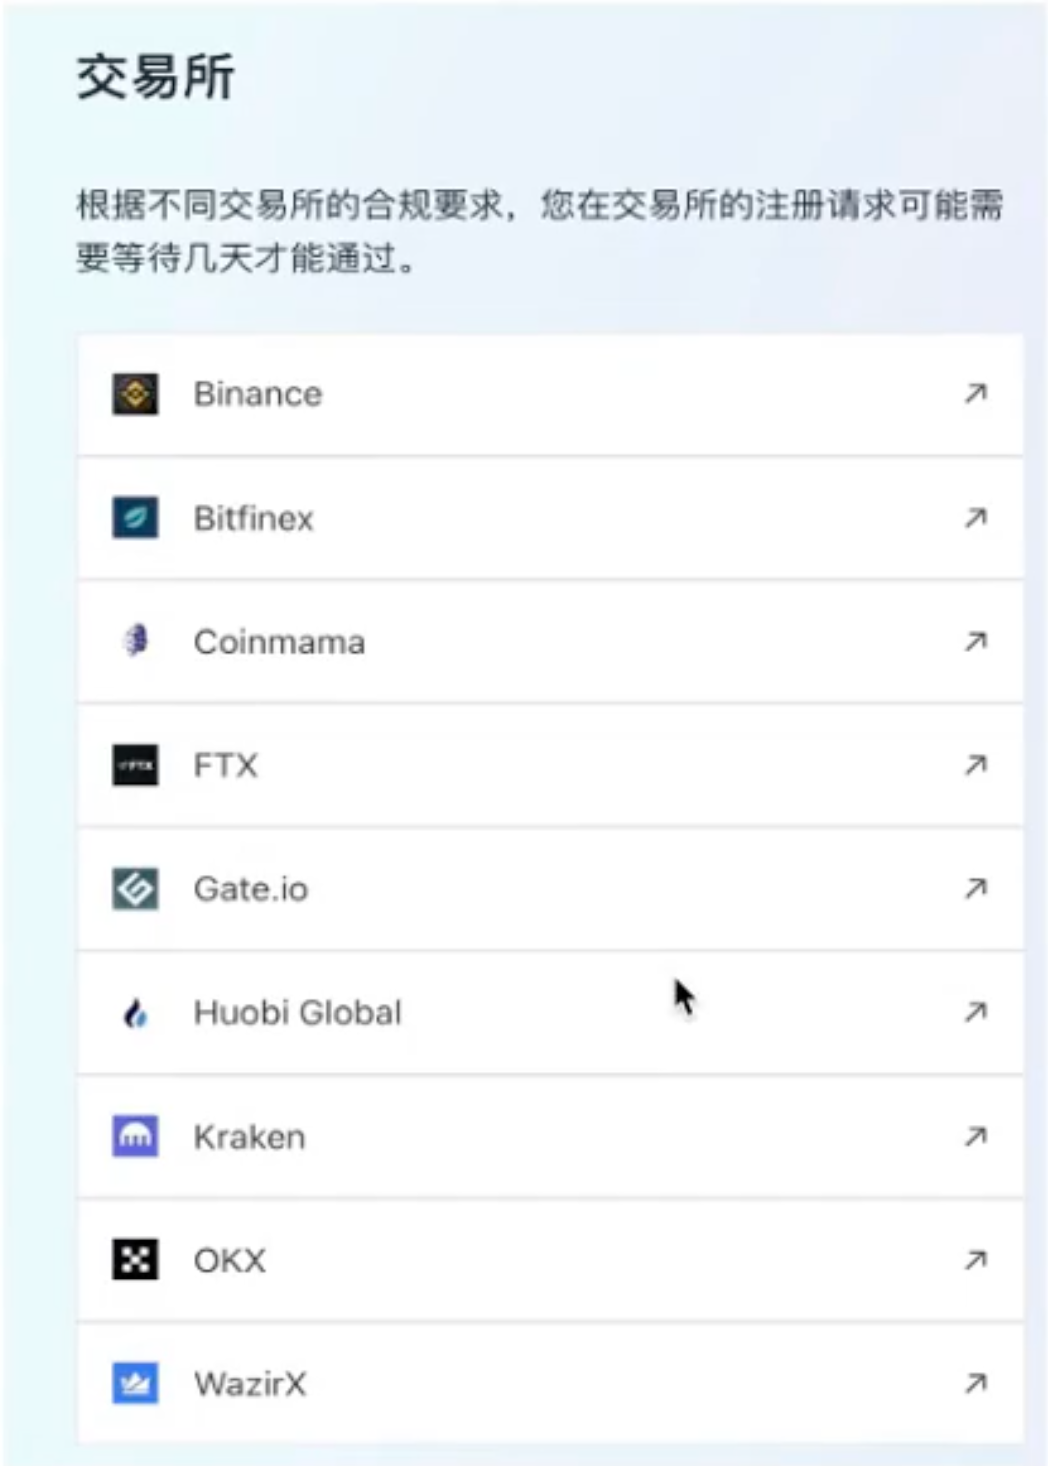 交易所
根据不同交易所的合规要求，您在交易所的注册请求可能需
要等待几天才能通过。
Binance
Bitfinex
Coinmama
FTX
FTX
Gate.io
Huobi Global
Kraken
OKX
WazirX